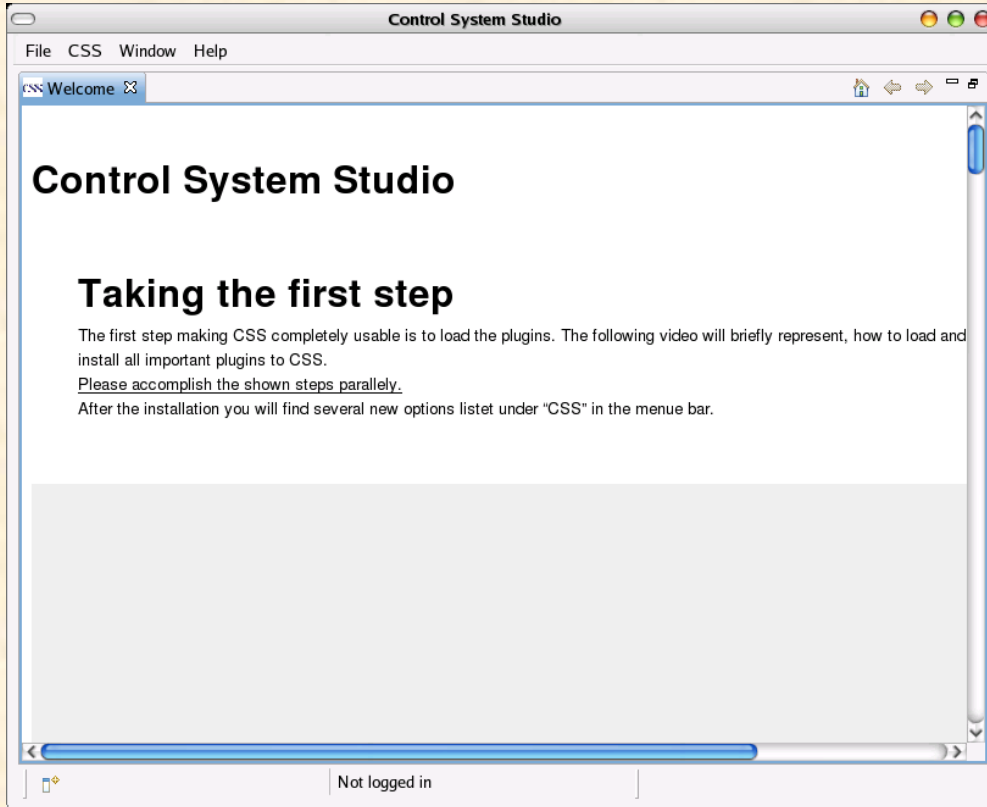 Control System Studio
File CSS Window Help
CSS Welcome
Control System Studio
Taking the first step
The first step making CSS completely usable is to load the plugins. The following video will briefly represent, how to load and
install all important plugins to CSS.
Please accomplish the shown steps parallely.
After the installation you will find several new options listet under “CSS” in the menue bar.
Not logged in